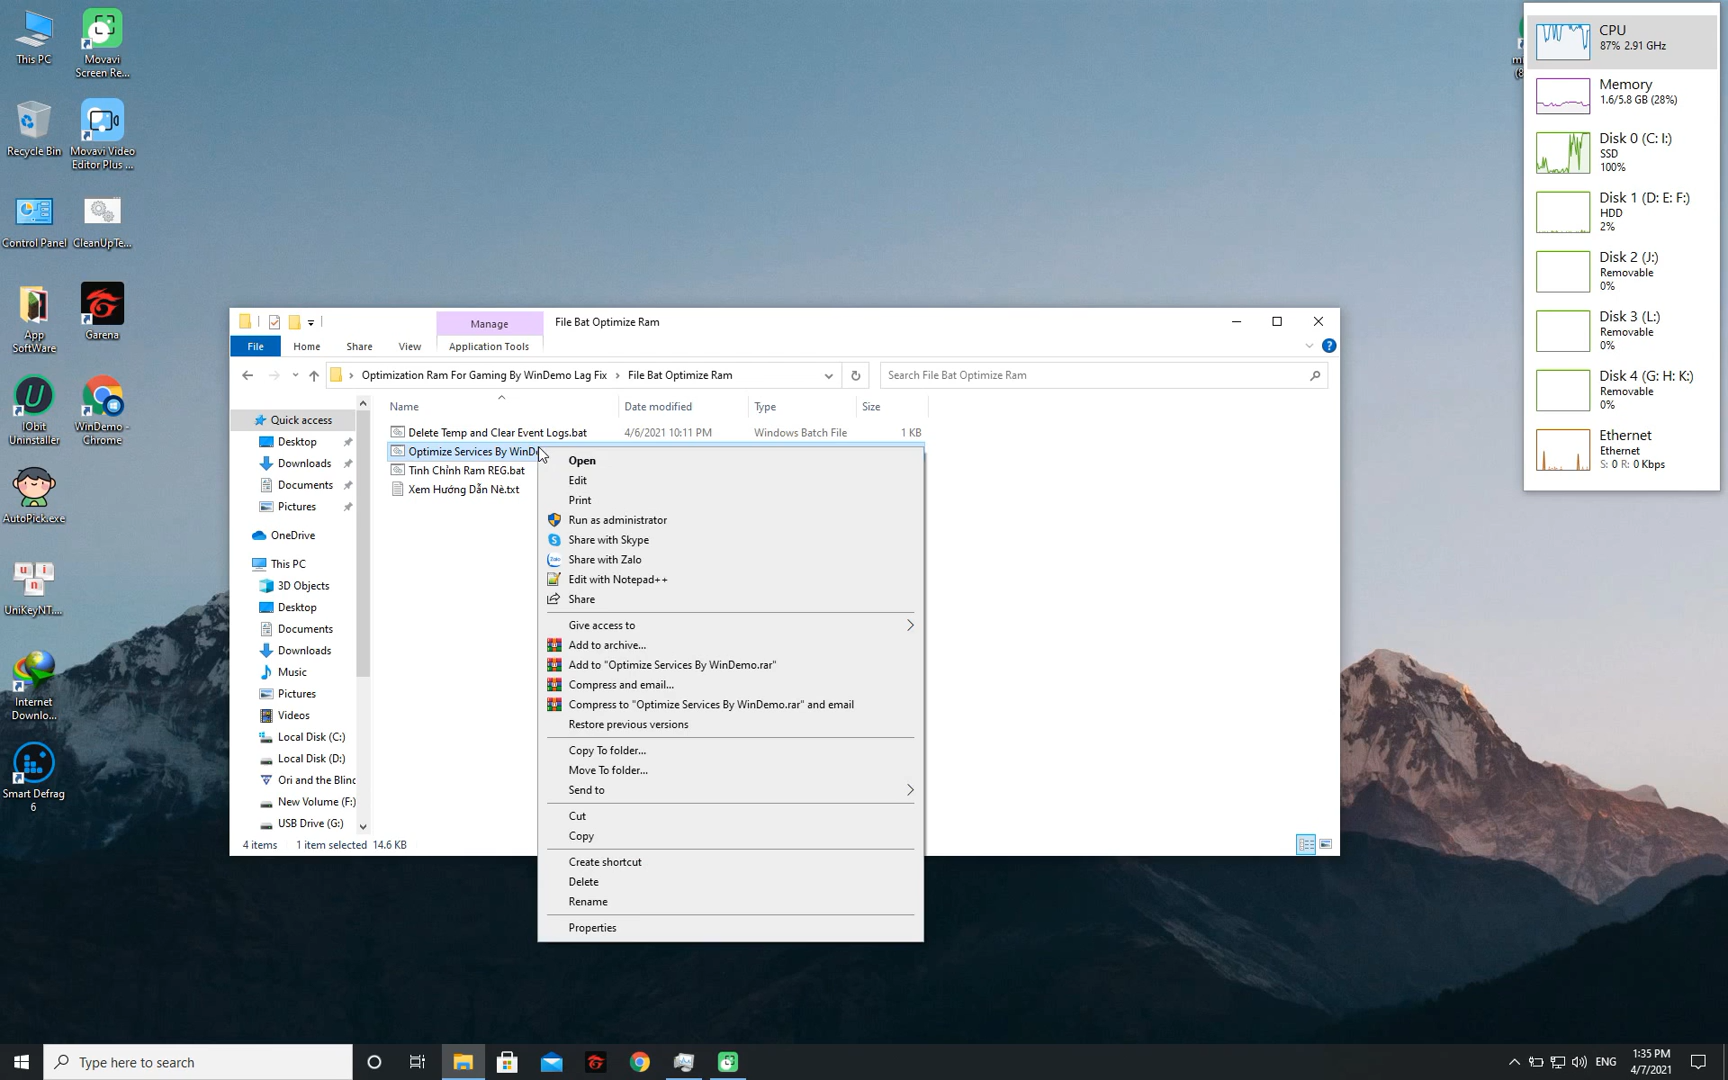 This PC
Movavi
Screen Re...
Recycle Bin
Movavi Video
Editor Plus ...
Control Panel
CleanUpTe...
App
SoftWare
Garena
IObit
Uninstaller
WinDemo -
Chrome
AutoPick.exe
UniKeyNT....
Internet
Downlo...
Smart Defrag
6
Manage
File Bat Optimize Ram
File
Home
Share
View
Application Tools
Optimization Ram For Gaming By WinDemo Lag Fix
File Bat Optimize Ram
Search File Bat Optimize Ram
Quick access
Desktop
Downloads
Documents
Pictures
OneDrive
This PC
3D Objects
Desktop
Documents
Downloads
Music
Pictures
Videos
Local Disk (C:)
Local Disk (D:)
Ori and the Blind
New Volume (F:)
USB Drive (G:)
Name
Date modified
Type
Size
Delete Temp and Clear Event Logs.bat
4/6/2021 10:11 PM
Windows Batch File
1 KB
Optimize Services By WinDe
Tinh Chỉnh Ram REG.bat
Xem Hướng Dẫn Nè.txt
Open
Edit
Print
Run as administrator
Share with Skype
Share with Zalo
Edit with Notepad++
Share
Give access to
Add to archive...
Add to "Optimize Services By WinDemo.rar"
Compress and email...
Compress to "Optimize Services By WinDemo.rar" and email
Restore previous versions
Copy To folder...
Move To folder...
Send to
Cut
Copy
Create shortcut
Delete
Rename
Properties
4 items
1 item selected 14.6 KB
CPU
87% 2.91 GHz
Memory
1.6/5.8 GB (28%)
Disk 0 (C: I:)
SSD
100%
Disk 1 (D: E: F:)
HDD
2%
Disk 2 (J:)
Removable
0%
Disk 3 (L:)
Removable
0%
Disk 4 (G: H: K:)
Removable
0%
Ethernet
S: 0 R: 0 Kbps
Type here to search
ENG
1:35 PM
4/7/2021